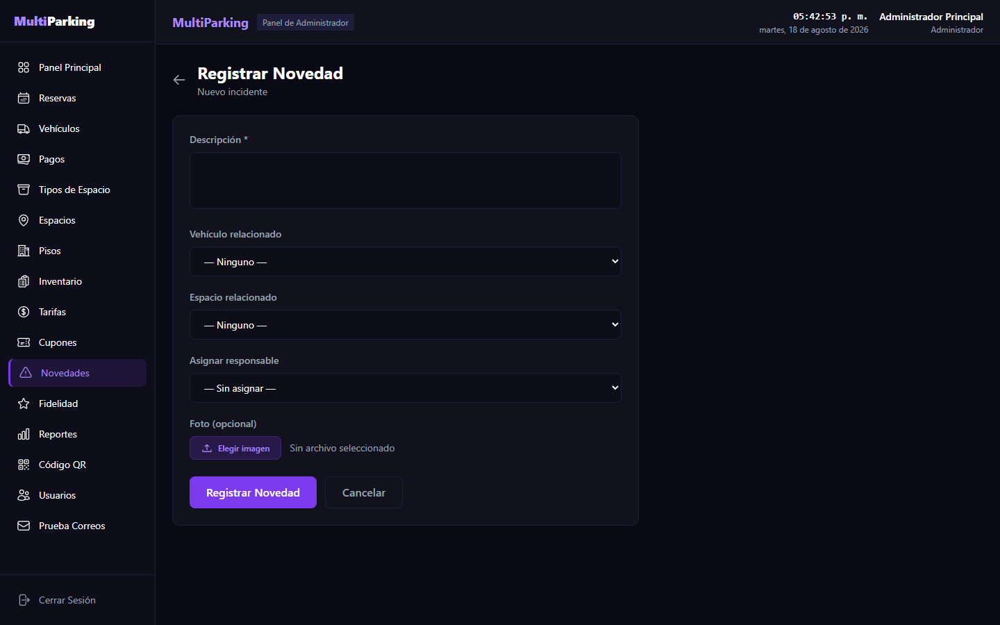 MultiParking
Panel Principal
Reservas
Vehículos
Pagos
Tipos de Espacio
Espacios
Pisos
Inventario
Tarifas
Cupones
Novedades
Fidelidad
Reportes
Código QR
Usuarios
Prueba Correos
Cerrar Sesión
MultiParking Panel de Administrador
05:42:53 p. m.
martes, 18 de agosto de 2026
Administrador Principal
Administrador
Registrar Novedad
Nuevo incidente
Descripción *
Vehículo relacionado
— Ninguno —
Espacio relacionado
— Ninguno —
Asignar responsable
— Sin asignar —
Foto (opcional)
Elegir imagen Sin archivo seleccionado
Registrar Novedad Cancelar